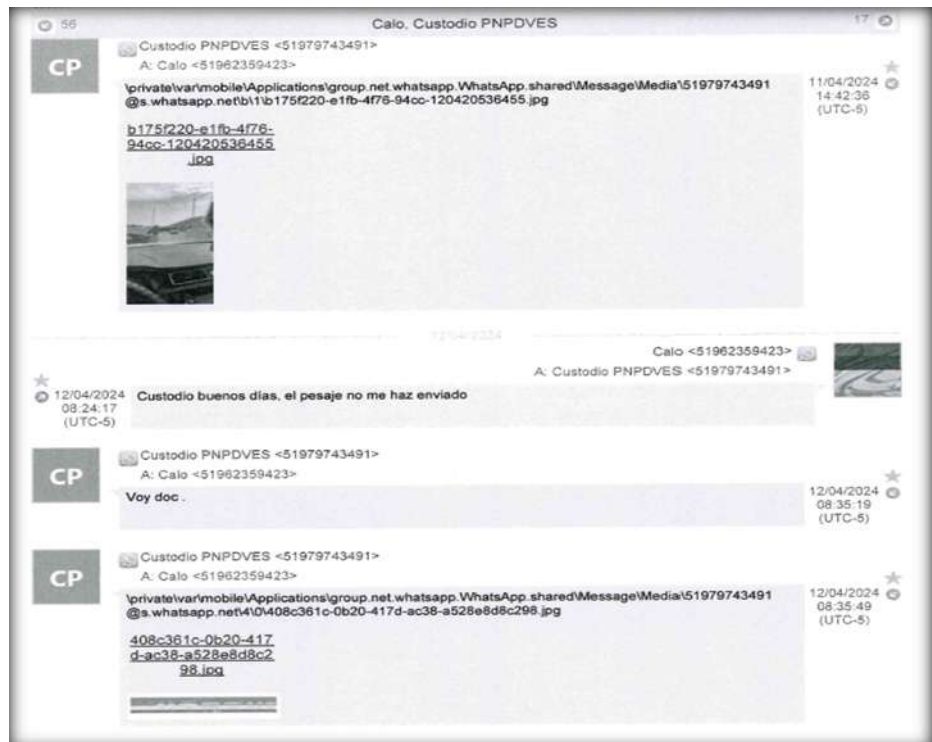 56
Calo, Custodio PNPDVES
17
CP
Custodio PNPDVES <51979743491>
A: Calo <51962359423>
\private\var\mobile\Applications\group.net.whatsapp.WhatsApp.shared\Message\Media\51979743491
@s.whatsapp.net\b\1\b175f220-e1fb-4f76-94cc-120420536455.jpg
11/04/2024
14:42:36
(UTC-5)
b175f220-e1fb-4f76-
94cc-120420536455
.jpg
12/04/2024
Calo <51962359423>
A: Custodio PNPDVES <51979743491>
12/04/2024
08:24:17
(UTC-5)
Custodio buenos días, el pesaje no me haz enviado
CP
Custodio PNPDVES <51979743491>
A: Calo <51962359423>
Voy doc .
12/04/2024
08:35:19
(UTC-5)
CP
Custodio PNPDVES <51979743491>
A: Calo <51962359423>
\private\var\mobile\Applications\group.net.whatsapp.WhatsApp.shared\Message\Media\51979743491
@s.whatsapp.net\4\0\408c361c-0b20-417d-ac38-a528e8d8c298.jpg
12/04/2024
08:35:49
(UTC-5)
408c361c-0b20-417
d-ac38-a528e8d8c2
98.jpg